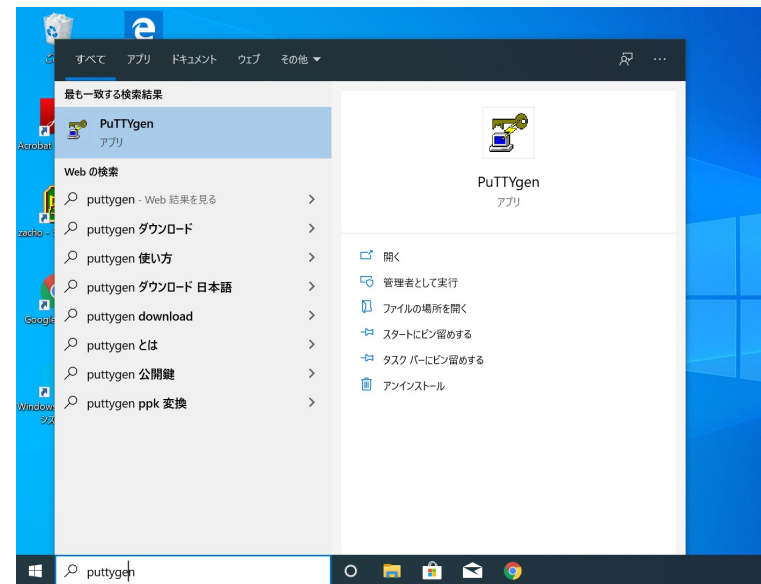 すべて アプリ ドキュメント ウェブ その他
最も一致する検索結果
PuTTYgen
アプリ
Web の検索
puttygen - Web 結果を見る
puttygen ダウンロード
puttygen 使い方
puttygen ダウンロード 日本語
puttygen download
puttygen とは
puttygen 公開鍵
puttygen ppk 変換
PuTTYgen
アプリ
開く
管理者として実行
ファイルの場所を開く
スタートにピン留めする
タスク バーにピン留めする
アンインストール
Acrobat
zacho -
Google
Windows
puttygen